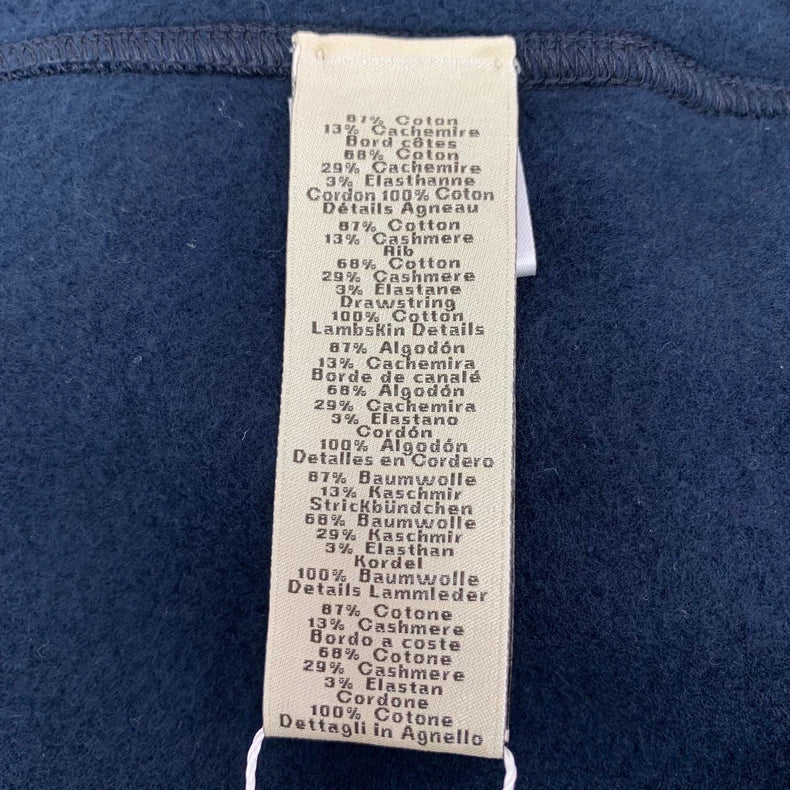 87% Coton
13% Cachemire
Bord côtes
68% Coton
29% Cachemire
3% Elasthanne
Cordon 100% Coton
Détails Agneau
87% Cotton
13% Cashmere
Rib
68% Cotton
29% Cashmere
3% Elastane
Drawstring
100% Cotton
Lambskin Details
87% Algodón
13% Cachemira
Borde de canalé
68% Algodón
29% Cachemira
3% Elastano
Cordón
100% Algodón
Detalles en Cordero
87% Baumwolle
13% Kaschmir
Strickbündchen
68% Baumwolle
29% Kaschmir
3% Elasthan
Kordel
100% Baumwolle
Details Lammleder
87% Cotone
13% Cashmere
Bordo a coste
68% Cotone
29% Cashmere
3% Elastan
Cordone
100% Cotone
Dettagli in Agnello